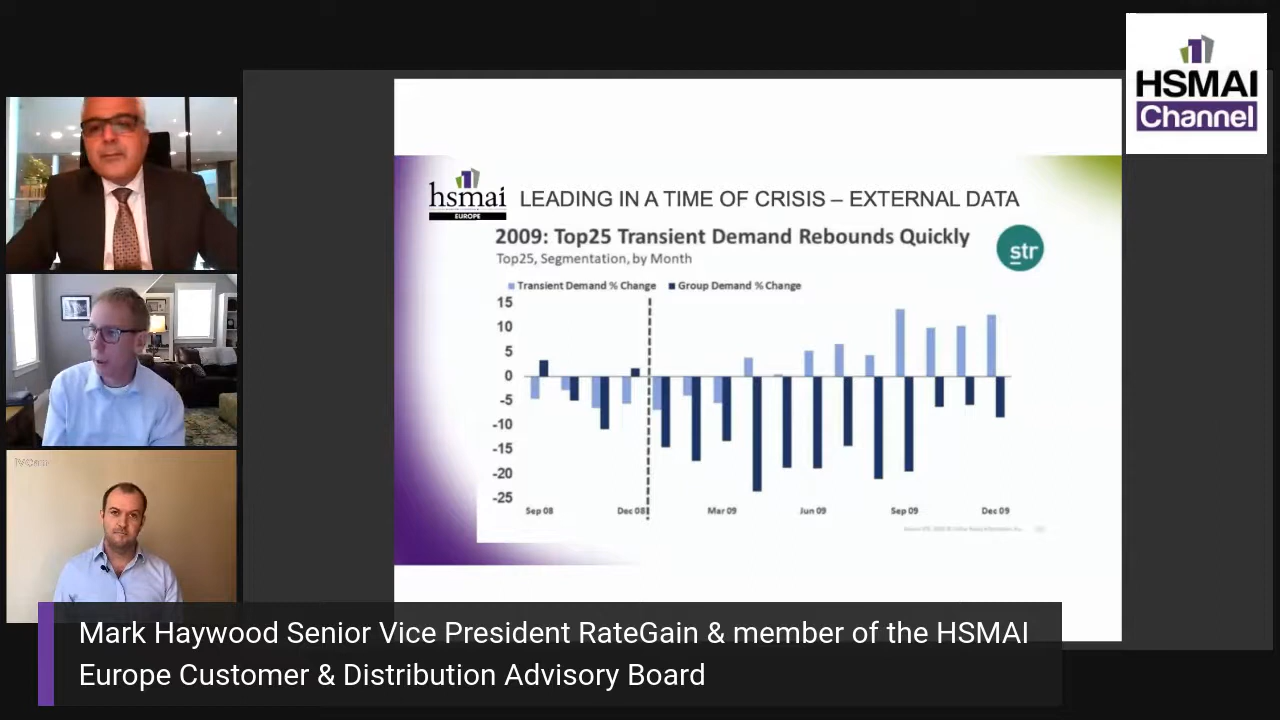 HSMAI
Channel
hsmai
EUROPE
LEADING IN A TIME OF CRISIS – EXTERNAL DATA
2009: Top25 Transient Demand Rebounds Quickly
str
Top25, Segmentation, by Month
Transient Demand % Change
Group Demand % Change
15
10
5
0
-5
-10
-15
-20
-25
Sep 08
Dec 08
Mar 09
Jun 09
Sep 09
Dec 09
Mark Haywood Senior Vice President RateGain & member of the HSMAI
Europe Customer & Distribution Advisory Board